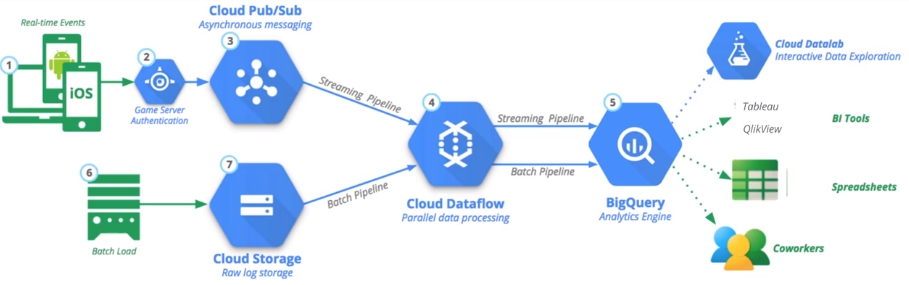 Real-time Events
1
iOS
2
Game Server
Authentication
Cloud Pub/Sub
Asynchronous messaging
3
Streaming Pipeline
6
Batch Load
7
Cloud Storage
Raw log storage
Batch Pipeline
4
Cloud Dataflow
Parallel data processing
Streaming Pipeline
Batch Pipeline
5
BigQuery
Analytics Engine
Cloud Datalab
Interactive Data Exploration
Tableau
QlikView
BI Tools
Spreadsheets
Coworkers